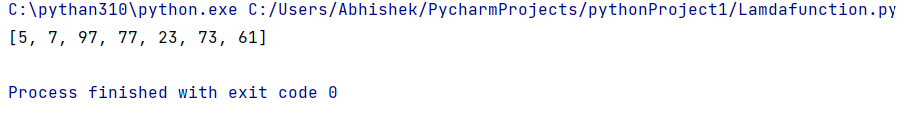 C:\pythan310\python.exe C:/Users/Abhishek/PycharmProjects/pythonProject1/Lamdafunction.py
[5, 7, 97, 77, 23, 73, 61]
Process finished with exit code 0